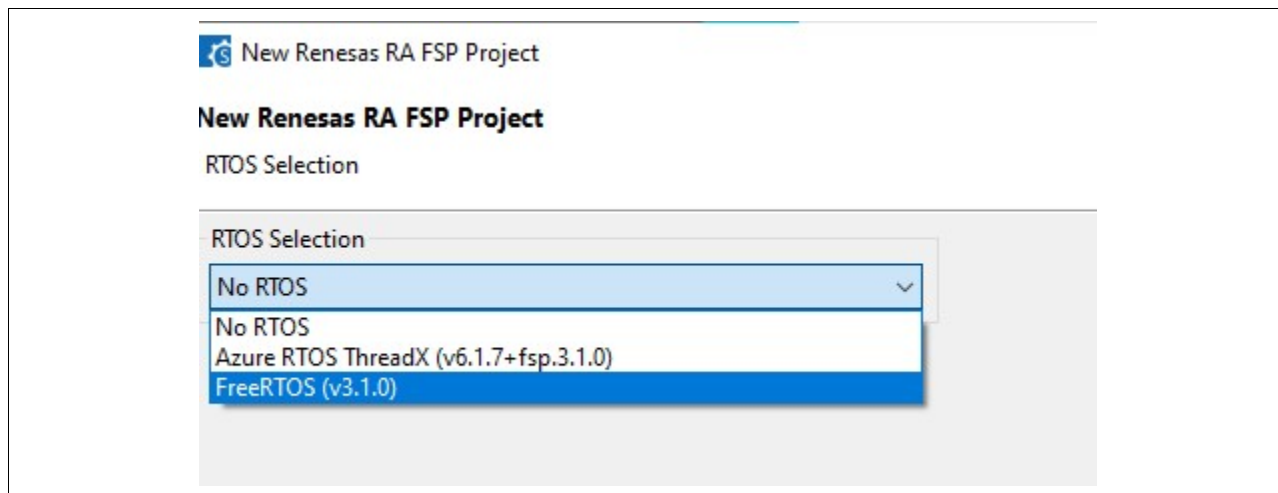 New Renesas RA FSP Project
New Renesas RA FSP Project
RTOS Selection
RTOS Selection
No RTOS
No RTOS
Azure RTOS ThreadX (v6.1.7+fsp.3.1.0)
FreeRTOS (v3.1.0)